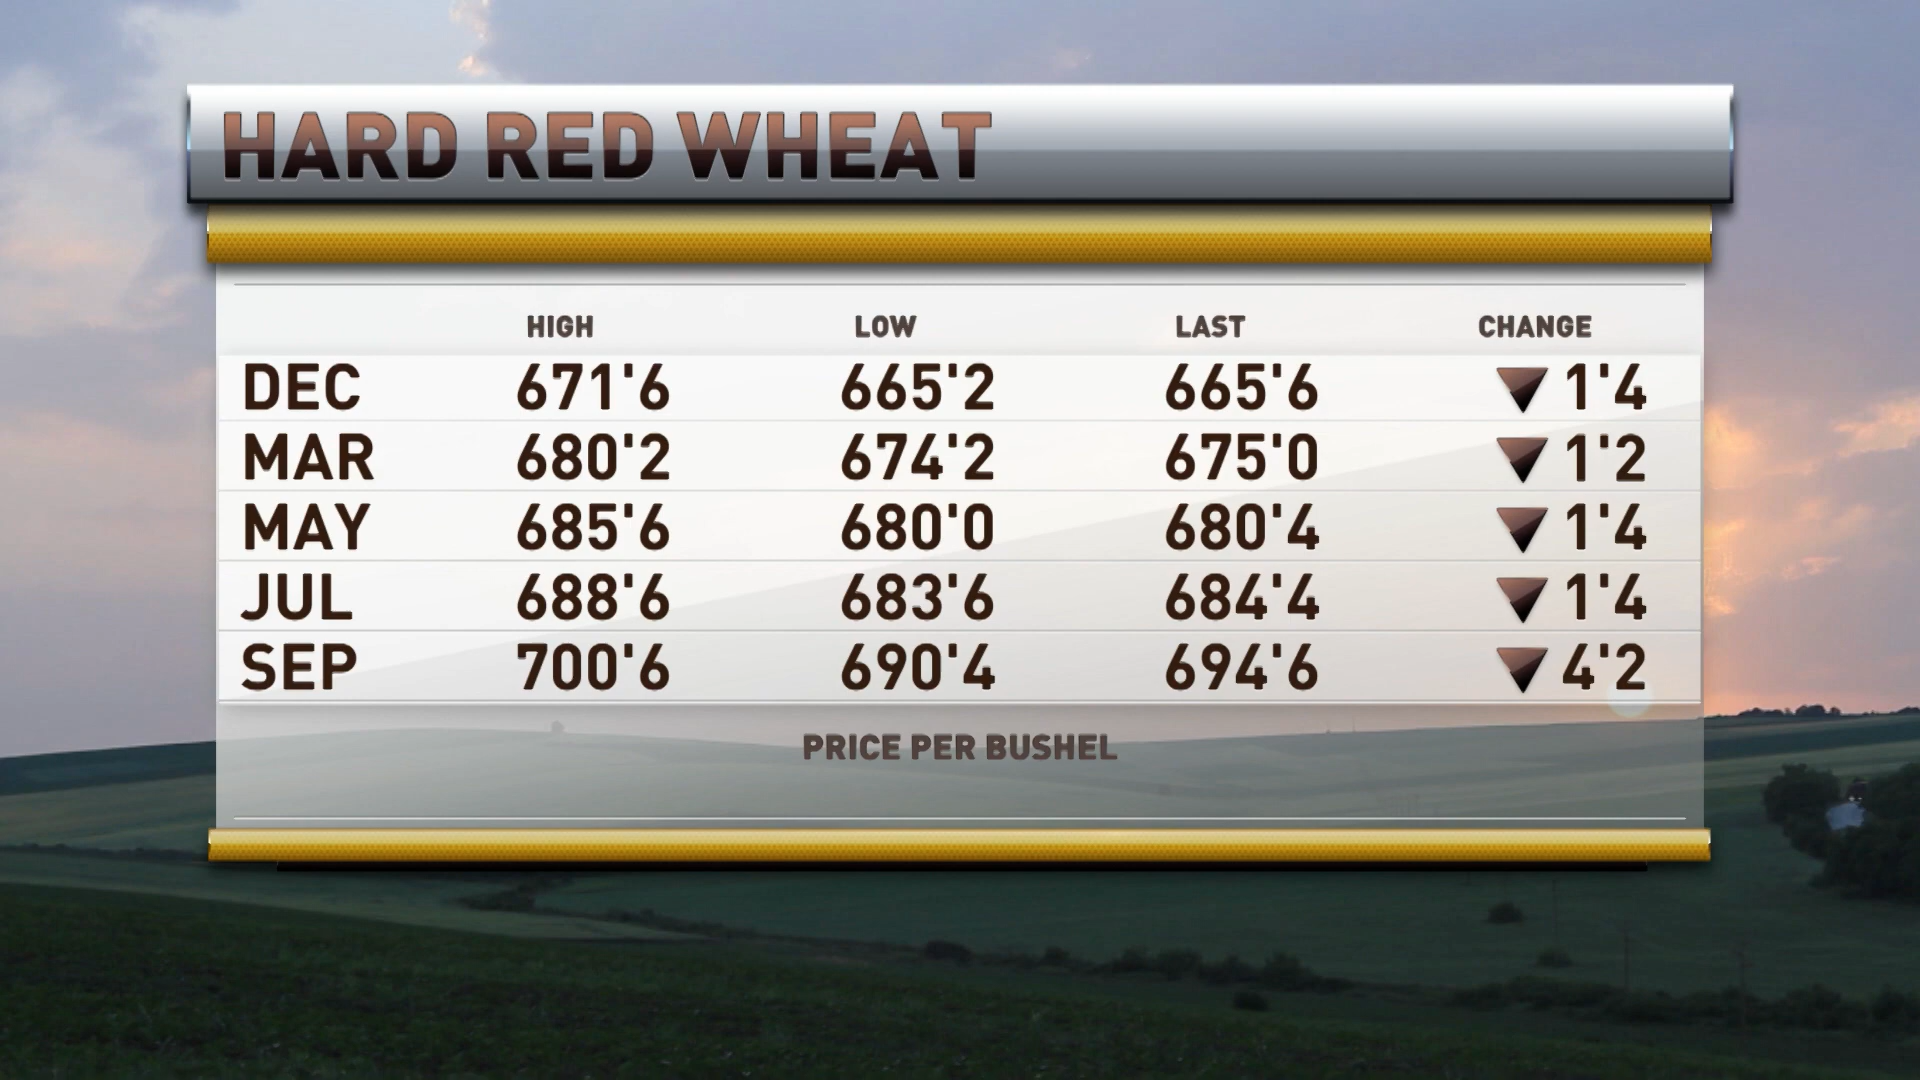 HARD RED WHEAT
HIGH LOW LAST CHANGE
DEC 671'6 665'2 665'6 ▼ 1'4
MAR 680'2 674'2 675'0 ▼ 1'2
MAY 685'6 680'0 680'4 ▼ 1'4
JUL 688'6 683'6 684'4 ▼ 1'4
SEP 700'6 690'4 694'6 ▼ 4'2
PRICE PER BUSHEL